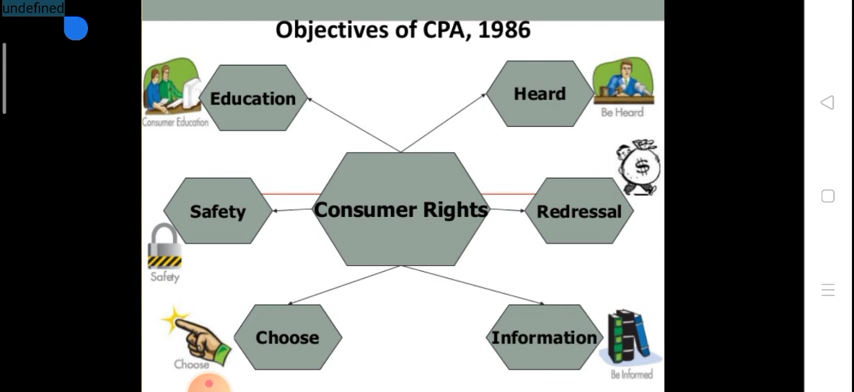 undefined
Objectives of CPA, 1986
Education
Consumer Education
Heard
Be Heard
$
Safety
Safety
Consumer Rights
Redressal
Choose
Choose
Information
Be Informed